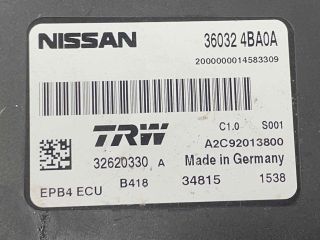 NISSAN 36032 4BA0A
2000000014583309
TRW C1.0 S001
32620330 A A2C92013800
Made in Germany
EPB4 ECU B418 34815 1538